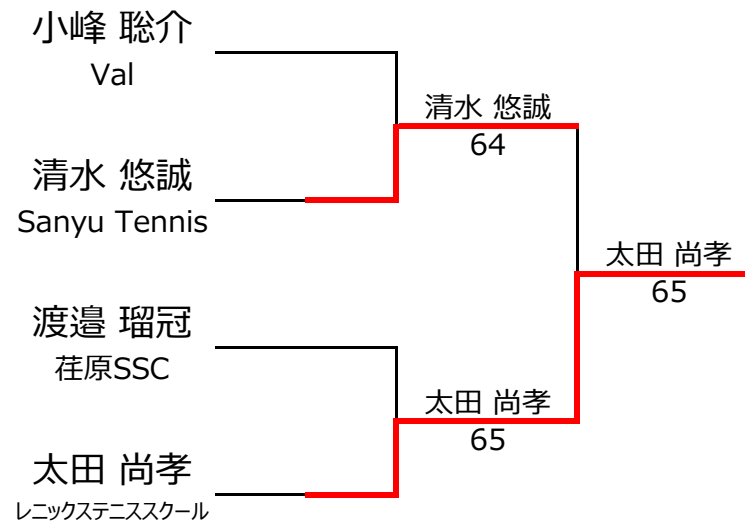 小峰 聡介
Val
清水 悠誠
64
清水 悠誠
Sanyu Tennis
太田 尚孝
65
渡邉 瑠冠
荏原SSC
太田 尚孝
65
太田 尚孝
レニックステニススクール